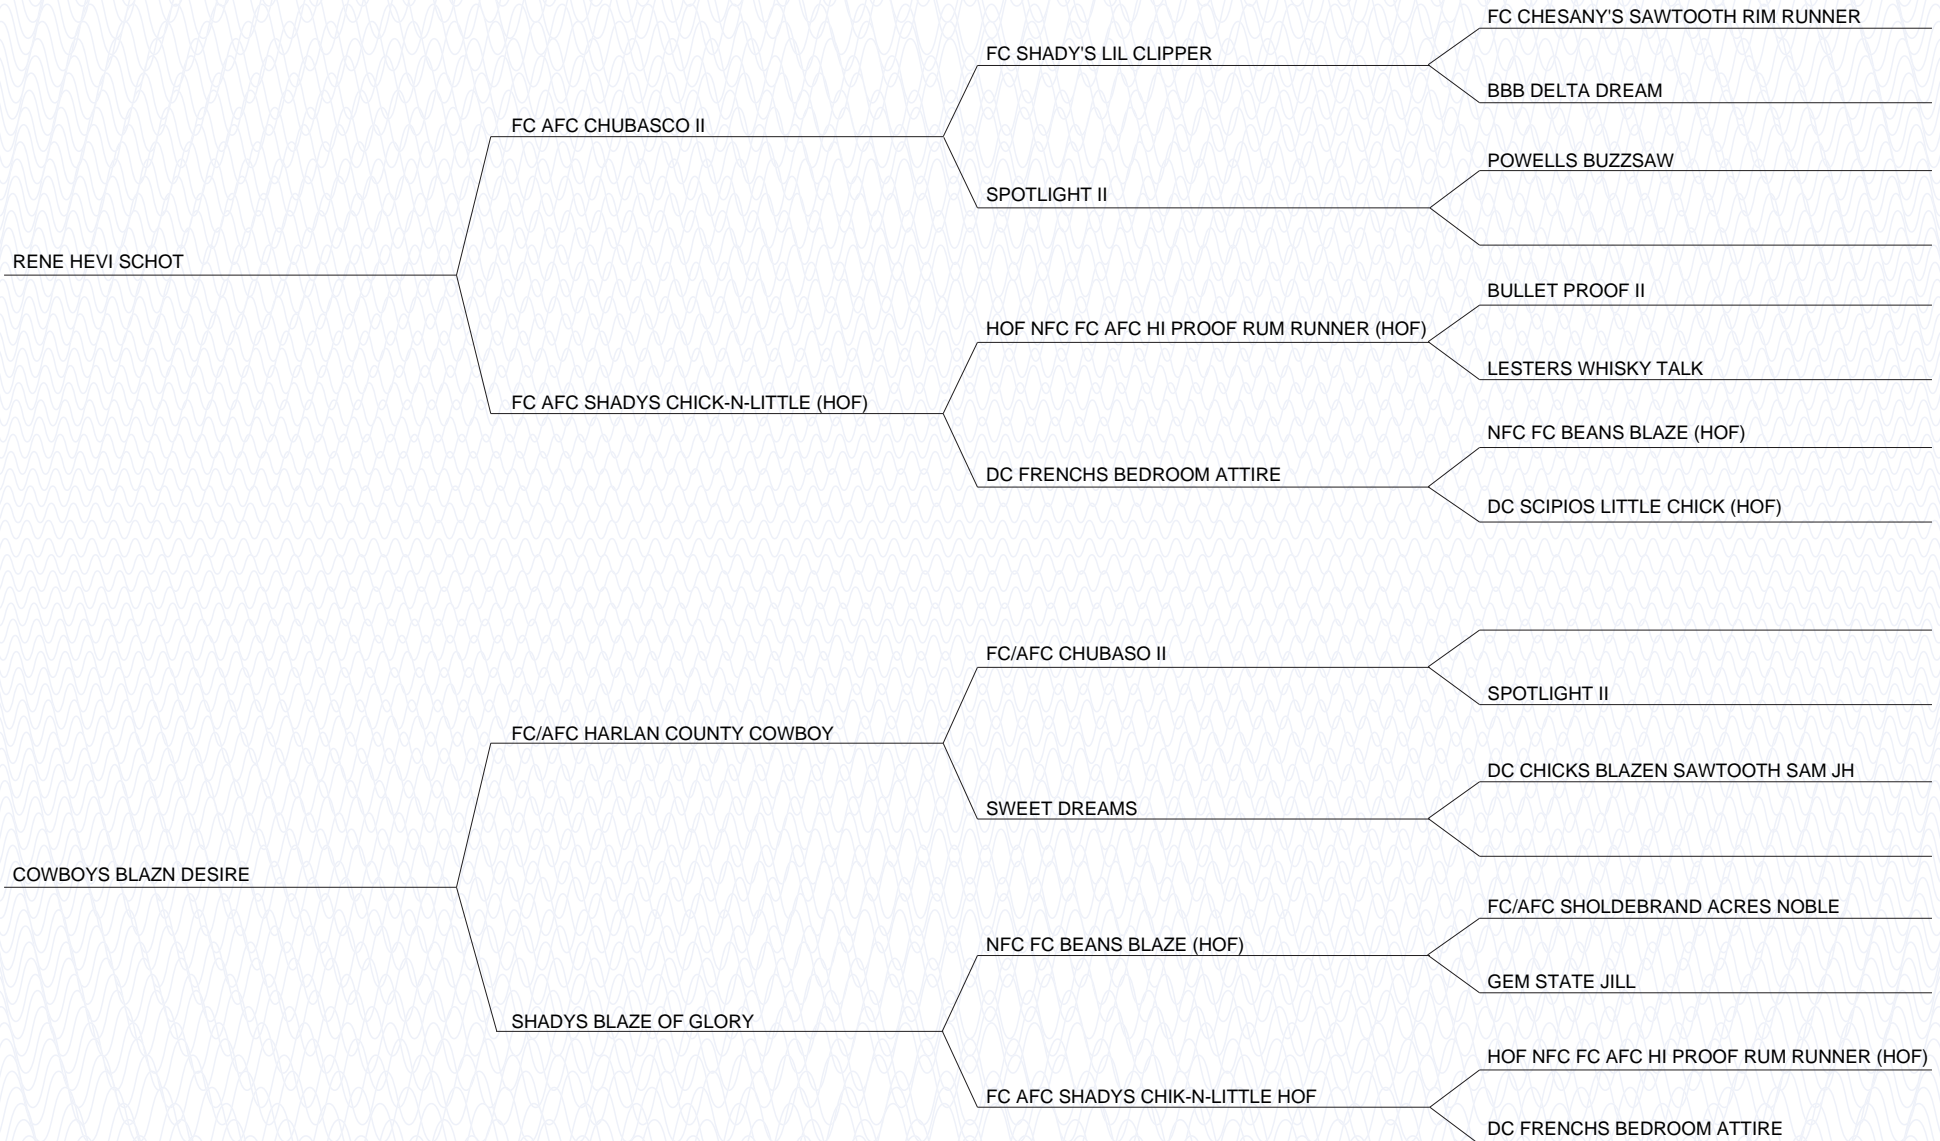 FC CHESANY'S SAWTOOTH RIM RUNNER
FC SHADY'S LIL CLIPPER
BBB DELTA DREAM
FC AFC CHUBASCO II
POWELLS BUZZSAW
SPOTLIGHT II
RENE HEVI SCHOT
BULLET PROOF II
HOF NFC FC AFC HI PROOF RUM RUNNER (HOF)
LESTERS WHISKY TALK
FC AFC SHADYS CHICK-N-LITTLE (HOF)
NFC FC BEANS BLAZE (HOF)
DC FRENCHS BEDROOM ATTIRE
DC SCIPIOS LITTLE CHICK (HOF)
FC/AFC CHUBASO II
SPOTLIGHT II
FC/AFC HARLAN COUNTY COWBOY
DC CHICKS BLAZEN SAWTOOTH SAM JH
SWEET DREAMS
COWBOYS BLAZN DESIRE
FC/AFC SHOLDEBRAND ACRES NOBLE
NFC FC BEANS BLAZE (HOF)
GEM STATE JILL
SHADYS BLAZE OF GLORY
HOF NFC FC AFC HI PROOF RUM RUNNER (HOF)
FC AFC SHADYS CHIK-N-LITTLE HOF
DC FRENCHS BEDROOM ATTIRE